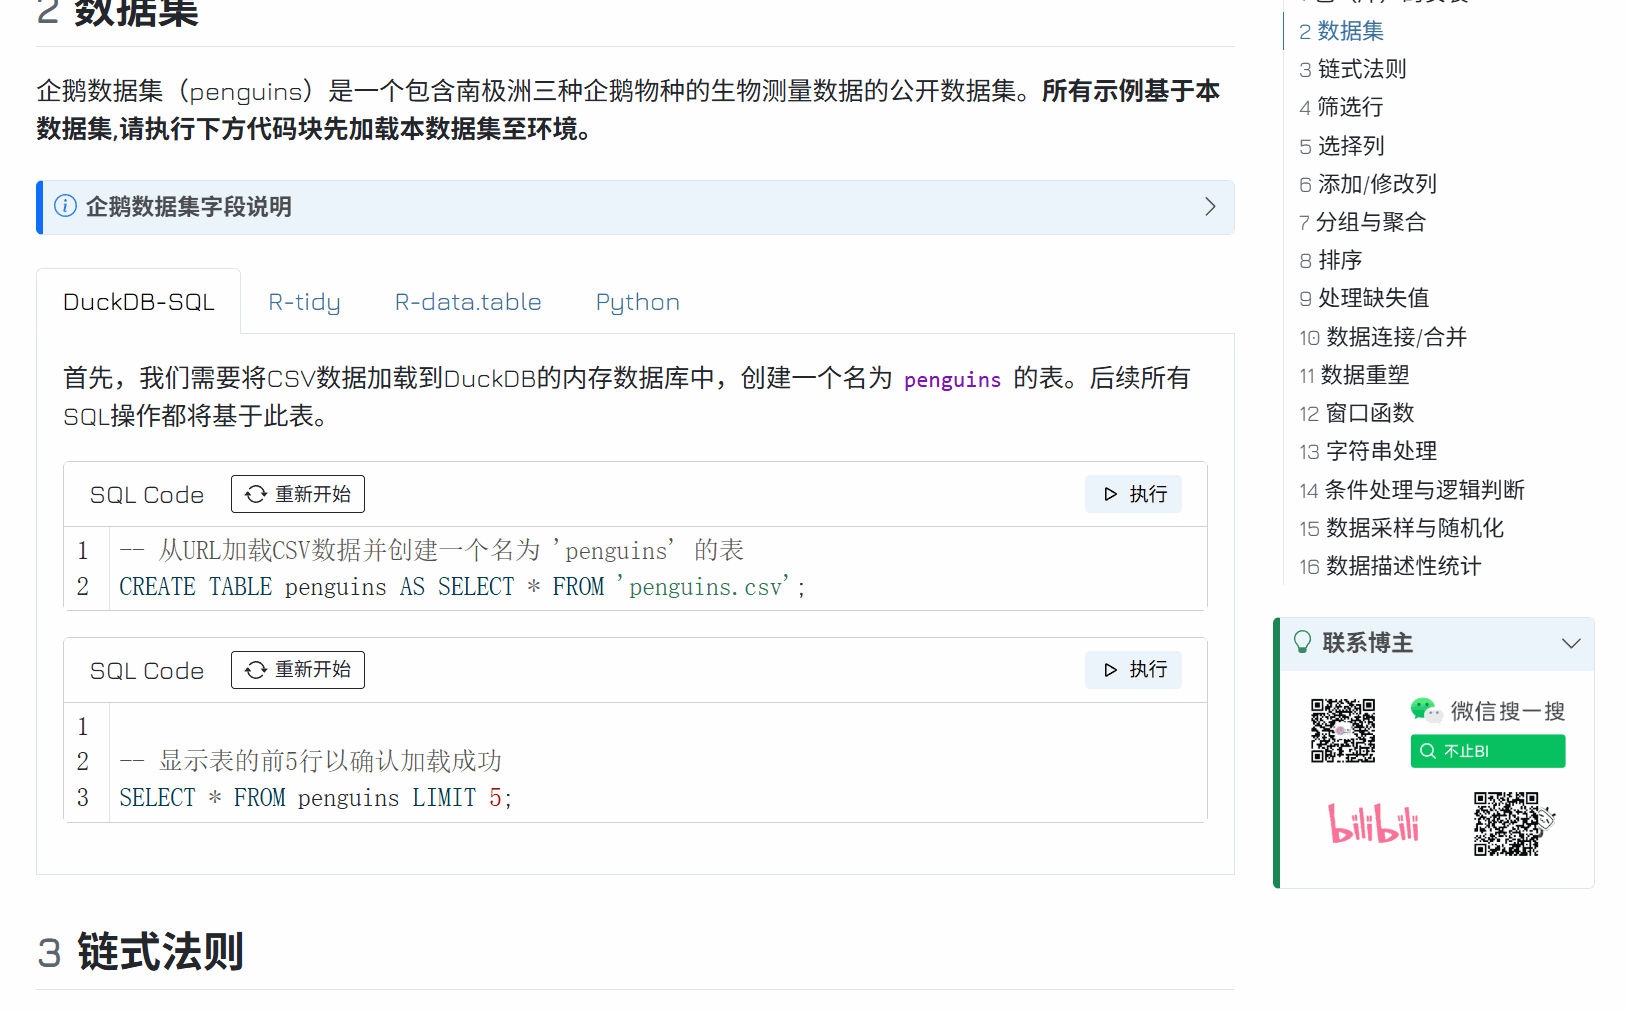 2 数据集
企鹅数据集（penguins）是一个包含南极洲三种企鹅物种的生物测量数据的公开数据集。所有示例基于本
数据集,请执行下方代码块先加载本数据集至环境。
企鹅数据集字段说明
DuckDB-SQL R-tidy R-data.table Python
首先，我们需要将CSV数据加载到DuckDB的内存数据库中，创建一个名为 penguins 的表。后续所有
SQL操作都将基于此表。
SQL Code 重新开始 执行
1 -- 从URL加载CSV数据并创建一个名为 'penguins' 的表
2 CREATE TABLE penguins AS SELECT * FROM 'penguins.csv';
SQL Code 重新开始 执行
1
2 -- 显示表的前5行以确认加载成功
3 SELECT * FROM penguins LIMIT 5;
3 链式法则
2 数据集
3 链式法则
4 筛选行
5 选择列
6 添加/修改列
7 分组与聚合
8 排序
9 处理缺失值
10 数据连接/合并
11 数据重塑
12 窗口函数
13 字符串处理
14 条件处理与逻辑判断
15 数据采样与随机化
16 数据描述性统计
联系博主
微信搜一搜
不止BI
bilibili